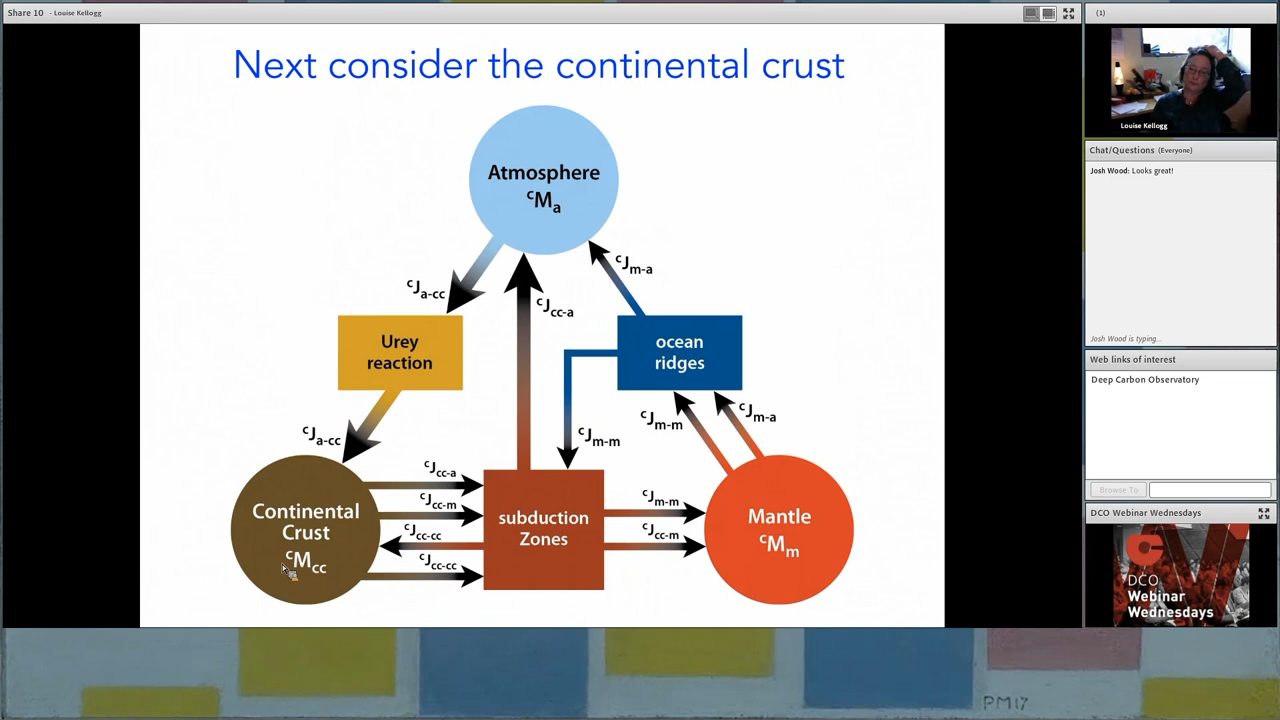 Share 10 - Louise Kellogg
Next consider the continental crust
Atmosphere
ᶜMₐ
ᶜJa-cc
ᶜJcc-a
ᶜJm-a
Urey
reaction
ocean
ridges
ᶜJa-cc
ᶜJm-m
ᶜJm-m
ᶜJm-a
Continental
Crust
ᶜMcc
ᶜJcc-a
ᶜJcc-m
ᶜJcc-cc
ᶜJcc-cc
subduction
Zones
ᶜJm-m
ᶜJcc-m
Mantle
ᶜMm
(1)
Louise Kellogg
Chat/Questions (Everyone)
Josh Wood: Looks great!
Josh Wood is typing...
Web links of interest
Deep Carbon Observatory
Browse To
DCO Webinar Wednesdays
DCO
Webinar
Wednesdays
PM17